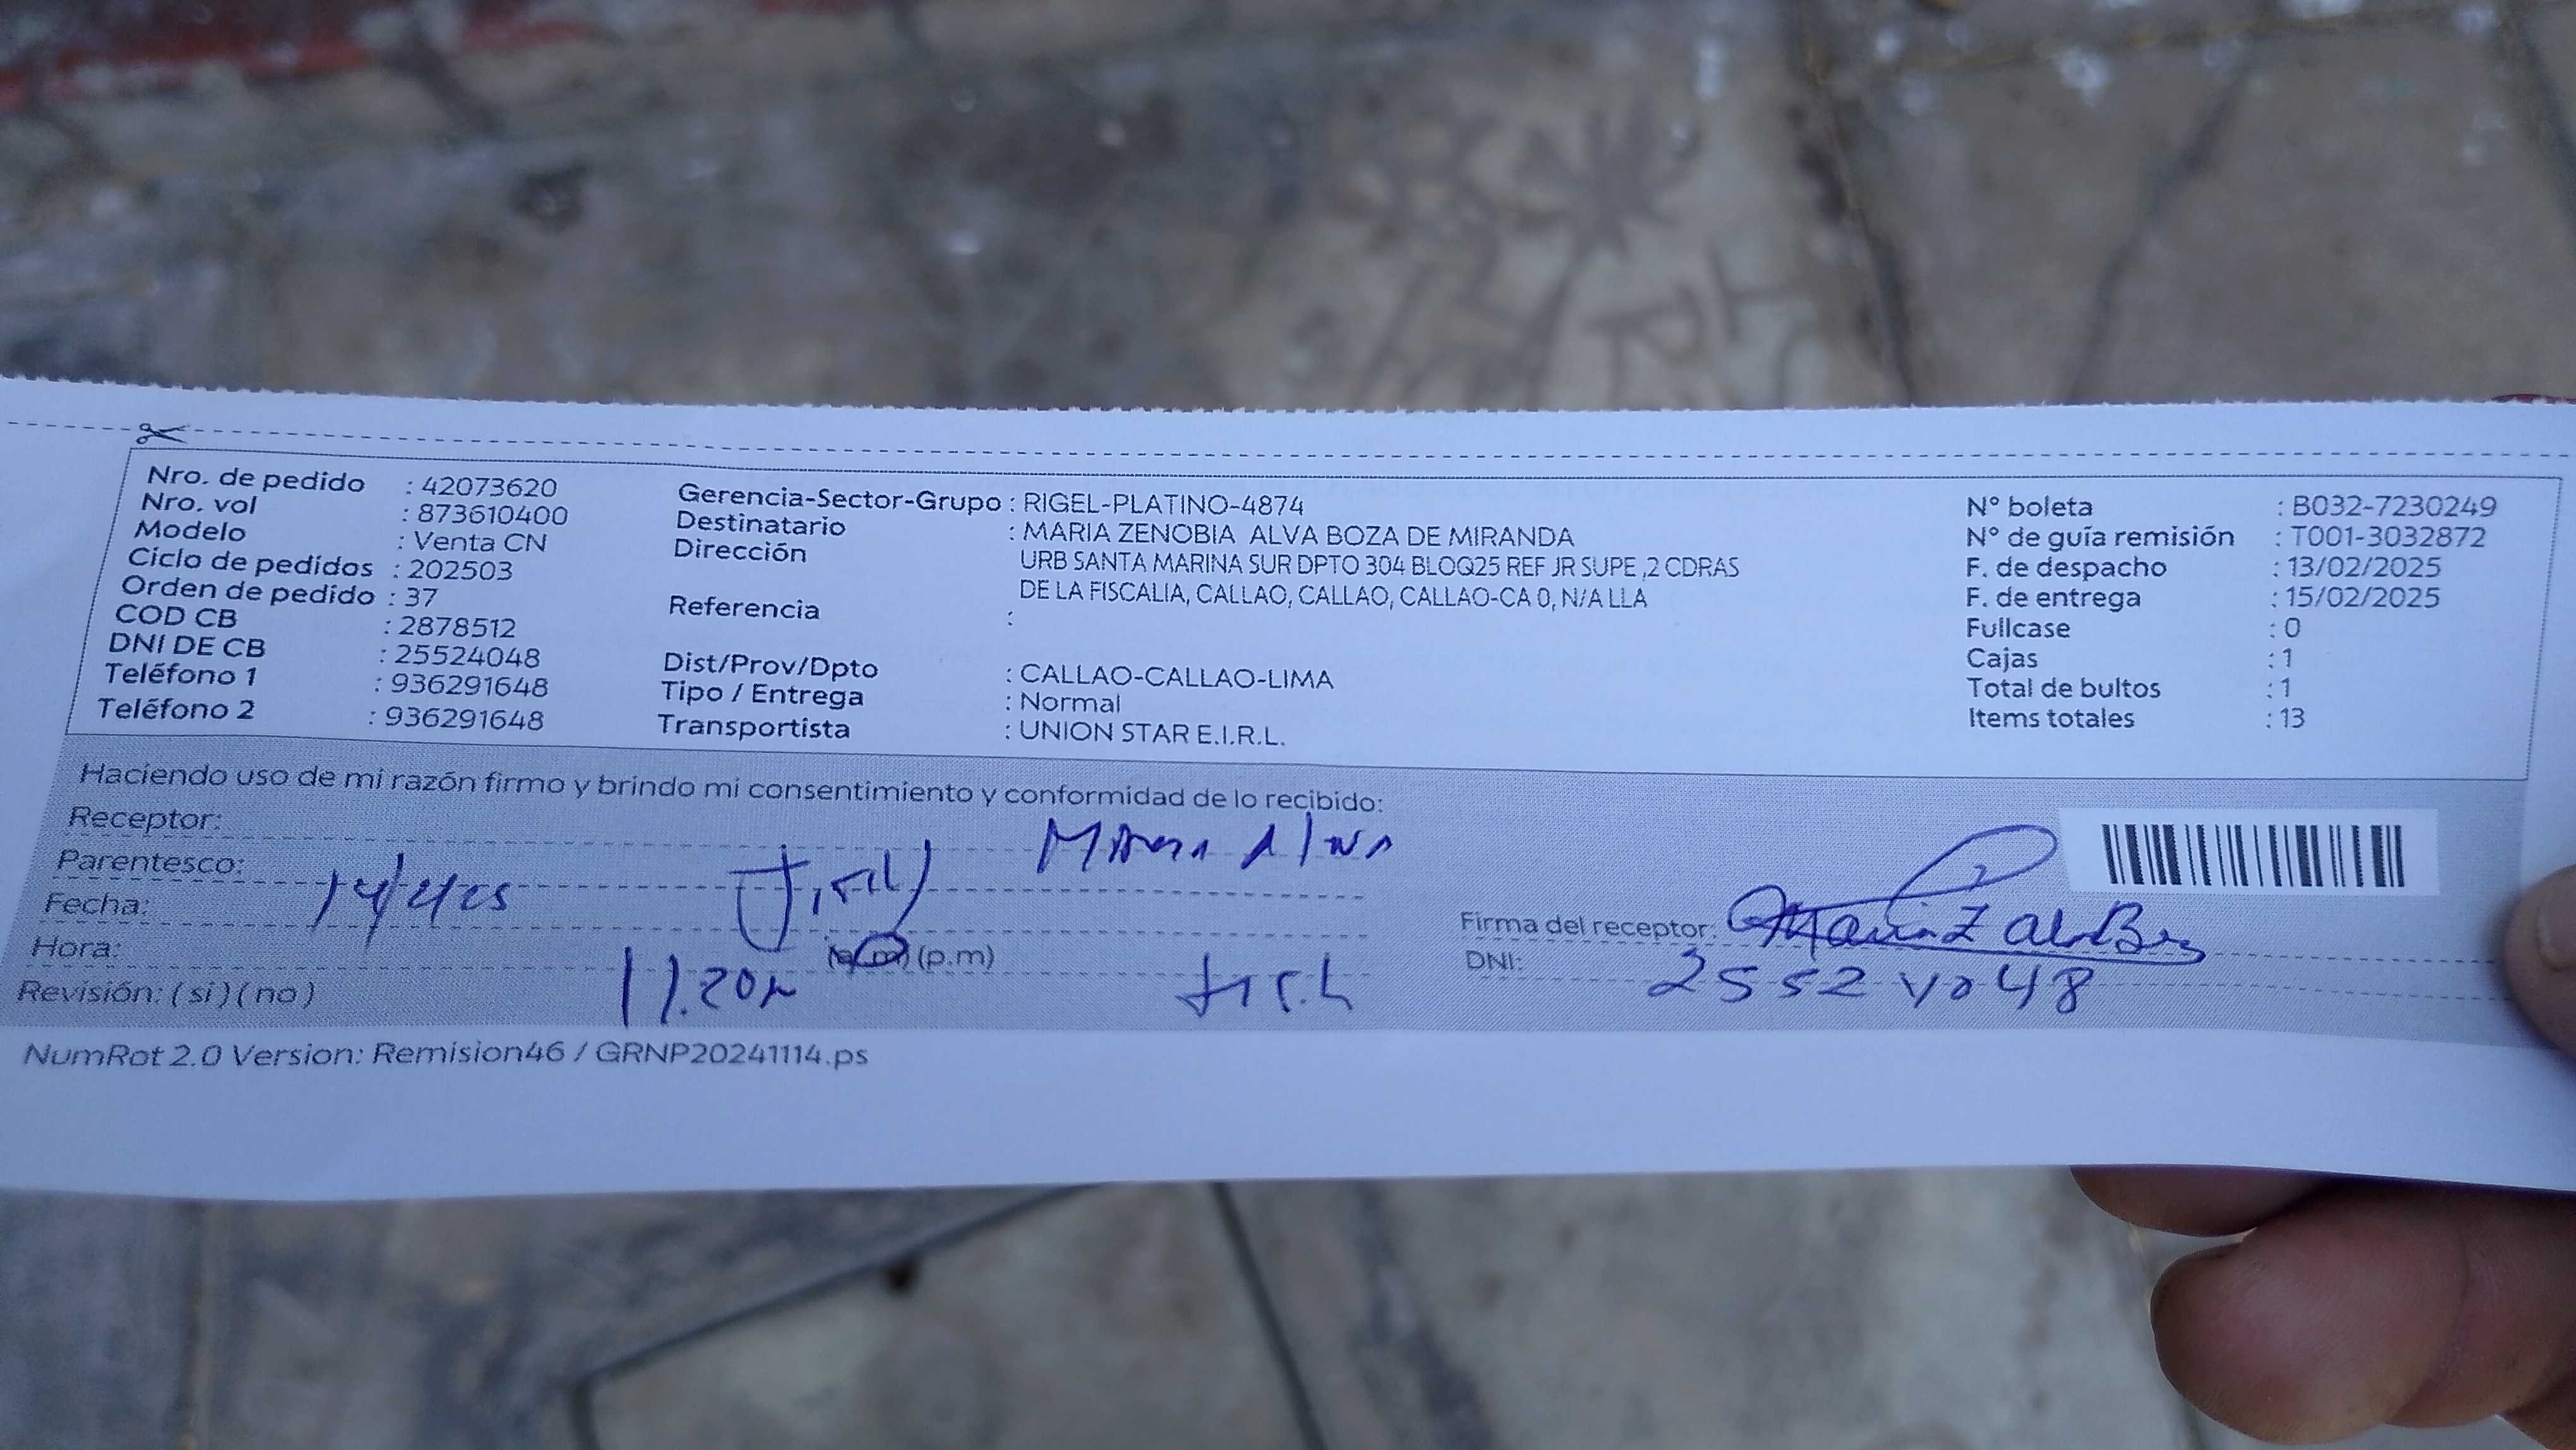 Nro. de pedido : 42073620
Nro. vol : 873610400
Modelo : Venta CN
Ciclo de pedidos : 202503
Orden de pedido : 37
COD CB : 2878512
DNI DE CB : 25524048
Teléfono 1 : 936291648
Teléfono 2 : 936291648
Gerencia-Sector-Grupo : RIGEL-PLATINO-4874
Destinatario : MARIA ZENOBIA ALVA BOZA DE MIRANDA
Dirección URB SANTA MARINA SUR DPTO 304 BLOQ25 REF JR SUPE ,2 CDRAS
DE LA FISCALIA, CALLAO, CALLAO, CALLAO-CA 0, N/A LLA
Referencia :
Dist/Prov/Dpto : CALLAO-CALLAO-LIMA
Tipo / Entrega : Normal
Transportista : UNION STAR E.I.R.L.
N° boleta : B032-7230249
N° de guía remisión : T001-3032872
F. de despacho : 13/02/2025
F. de entrega : 15/02/2025
Fullcase : 0
Cajas : 1
Total de bultos : 1
Items totales : 13
Haciendo uso de mi razón firmo y brindo mi consentimiento y conformidad de lo recibido:
Receptor:
Parentesco:
Fecha:
Hora: (a.m) (p.m)
Revisión: ( si ) ( no ) 11.20
Firma del receptor:
DNI: 25524048
NumRot 2.0 Version: Remision46 / GRNP20241114.ps